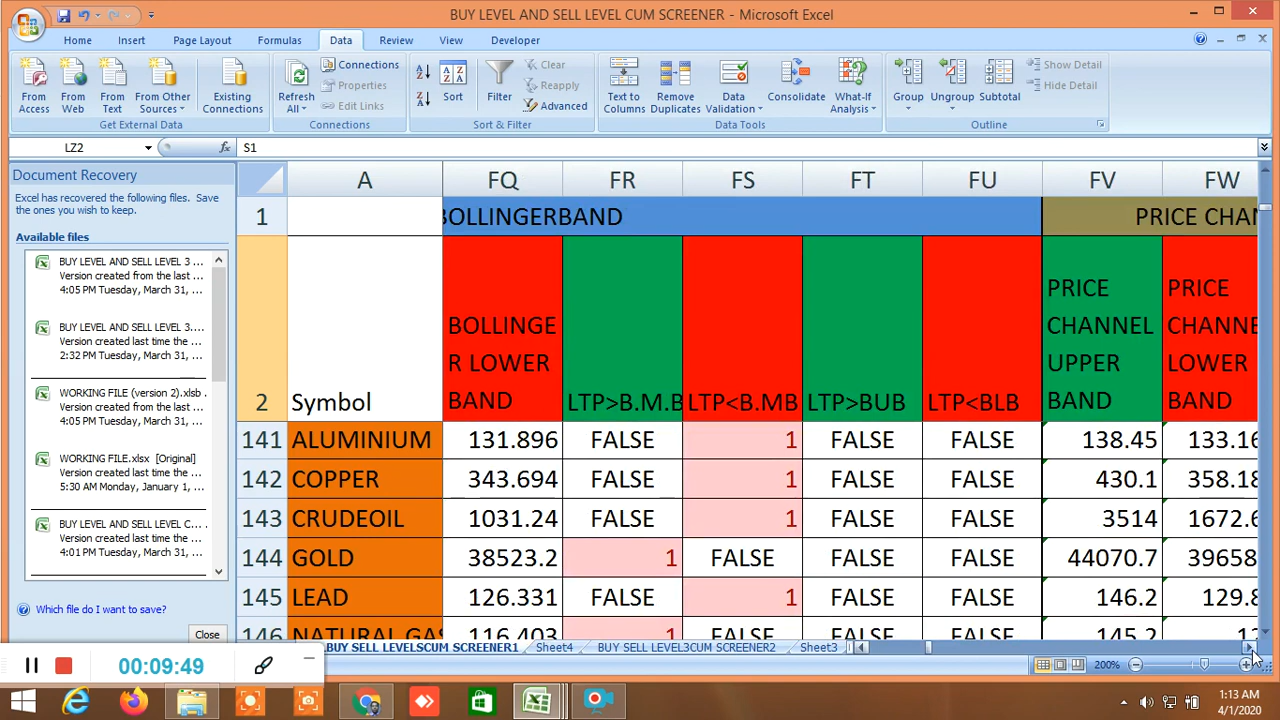 BUY LEVEL AND SELL LEVEL CUM SCREENER - Microsoft Excel
Home Insert Page Layout Formulas Data Review View Developer
From Access
From Web
From Text
From Other Sources
Existing Connections
Get External Data
Refresh All
Connections
Properties
Edit Links
Connections
Sort
Filter
Clear
Reapply
Advanced
Sort & Filter
Text to Columns
Remove Duplicates
Data Validation
Consolidate
What-If Analysis
Data Tools
Group
Ungroup
Subtotal
Show Detail
Hide Detail
Outline
LZ2 fx S1
Document Recovery
Excel has recovered the following files. Save
the ones you wish to keep.
Available files
BUY LEVEL AND SELL LEVEL 3 ...
Version created from the last ...
4:05 PM Tuesday, March 31, ...
BUY LEVEL AND SELL LEVEL 3....
Version created last time the ...
2:32 PM Tuesday, March 31, ...
WORKING FILE (version 2).xlsb
Version created from the last ...
4:05 PM Tuesday, March 31, ...
WORKING FILE.xlsx [Original]
Version created last time the ...
5:30 AM Monday, January 1, ...
BUY LEVEL AND SELL LEVEL C... .
Version created last time the ...
4:01 PM Tuesday, March 31, ...
Which file do I want to save?
Close
A FQ FR FS FT FU FV FW
1 BOLLINGERBAND PRICE CHAN
2 Symbol
BOLLINGE
R LOWER
BAND
LTP>B.M.B
LTP<B.MB
LTP>BUB
LTP<BLB
PRICE
CHANNEL
UPPER
BAND
PRICE
CHANNE
LOWER
BAND
141 ALUMINIUM 131.896 FALSE 1 FALSE FALSE 138.45 133.16
142 COPPER 343.694 FALSE 1 FALSE FALSE 430.1 358.18
143 CRUDEOIL 1031.24 FALSE 1 FALSE FALSE 3514 1672.6
144 GOLD 38523.2 1 FALSE FALSE FALSE 44070.7 39658
145 LEAD 126.331 FALSE 1 FALSE FALSE 146.2 129.8
146 NATURAL GAS 116.403 1 FALSE FALSE FALSE 145.2
BUY SELL LEVELSCUM SCREENER1 Sheet4 BUY SELL LEVEL3CUM SCREENER2 Sheet3
00:09:49
200%
1:13 AM
4/1/2020